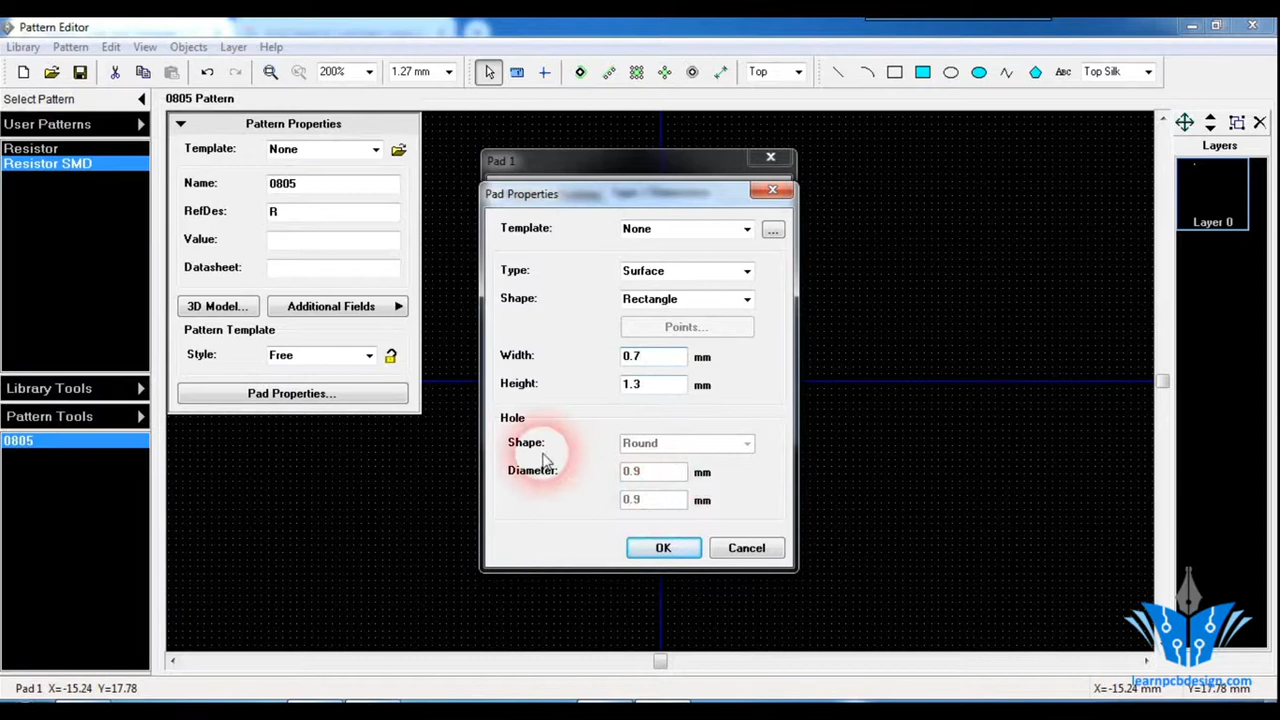 Pattern Editor
Library Pattern Edit View Objects Layer Help
200% 1.27 mm Top Abc Top Silk
Select Pattern
0805 Pattern
User Patterns
Resistor
Resistor SMD
Library Tools
Pattern Tools
0805
Pattern Properties
Template: None
Name: 0805
RefDes: R
Value:
Datasheet:
3D Model... Additional Fields
Pattern Template
Style: Free
Pad Properties...
Pad 1
Pad Properties
Template: None ...
Type: Surface
Shape: Rectangle
Points...
Width: 0.7 mm
Height: 1.3 mm
Hole
Shape: Round
Diameter: 0.9 mm
0.9 mm
OK Cancel
Layers
Layer 0
learnpcbdesign.com
Pad 1 X=-15.24 Y=17.78
X=-15.24 mm Y=17.78 mm